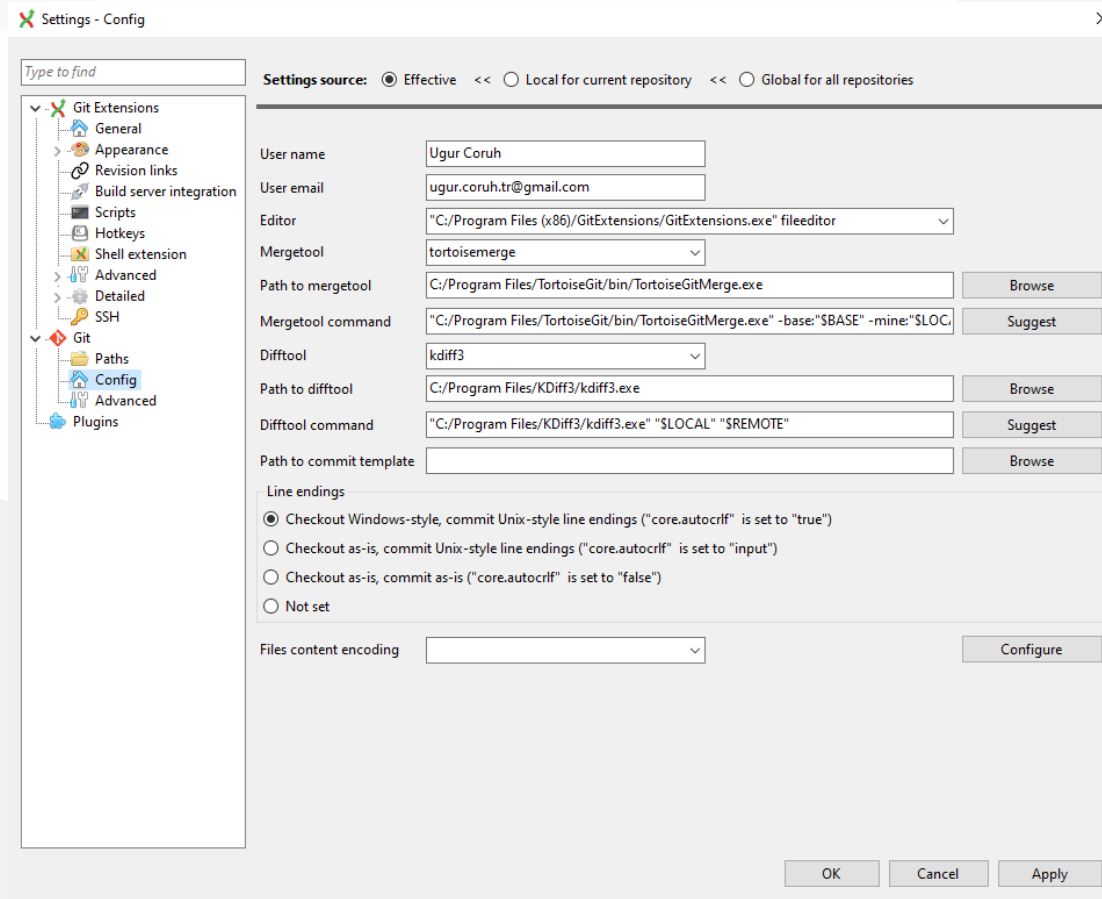 Settings - Config
Type to find
Git Extensions
General
Appearance
Revision links
Build server integration
Scripts
Hotkeys
Shell extension
Advanced
Detailed
SSH
Git
Paths
Config
Advanced
Plugins
Settings source: Effective << Local for current repository << Global for all repositories
User name Ugur Coruh
User email ugur.coruh.tr@gmail.com
Editor "C:/Program Files (x86)/GitExtensions/GitExtensions.exe" fileeditor
Mergetool tortoisemerge
Path to mergetool C:/Program Files/TortoiseGit/bin/TortoiseGitMerge.exe Browse
Mergetool command "C:/Program Files/TortoiseGit/bin/TortoiseGitMerge.exe" -base:"$BASE" -mine:"$LOC Suggest
Difftool kdiff3
Path to difftool C:/Program Files/KDiff3/kdiff3.exe Browse
Difftool command "C:/Program Files/KDiff3/kdiff3.exe" "$LOCAL" "$REMOTE" Suggest
Path to commit template Browse
Line endings
Checkout Windows-style, commit Unix-style line endings ("core.autocrlf" is set to "true")
Checkout as-is, commit Unix-style line endings ("core.autocrlf" is set to "input")
Checkout as-is, commit as-is ("core.autocrlf" is set to "false")
Not set
Files content encoding Configure
OK Cancel Apply